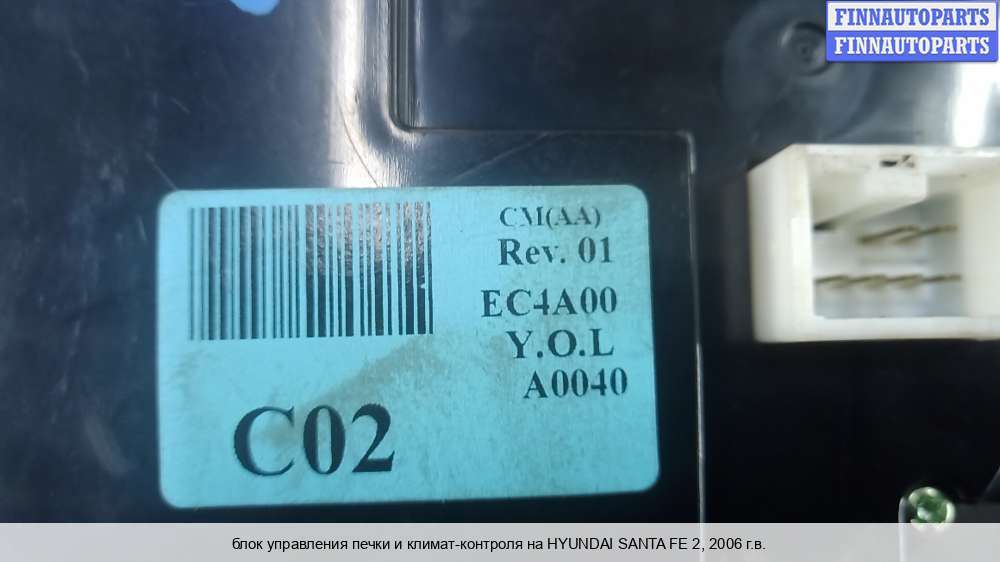 FINNAUTOPARTS
FINNAUTOPARTS
CM(AA)
Rev. 01
EC4A00
Y.O.L
A0040
C02
блок управления печки и климат-контроля на HYUNDAI SANTA FE 2, 2006 г.в.